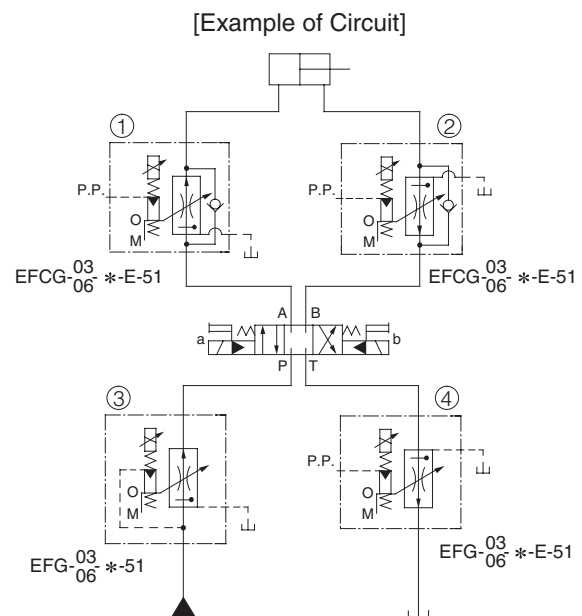 [Example of Circuit]
① ②
P.P. O M
P.P. O M
EFCG-03/06-*-E-51
EFCG-03/06-*-E-51
A B
a b
P T
③ ④
O M
P.P. O M
EFG-03/06-*-51
EFG-03/06-*-E-51